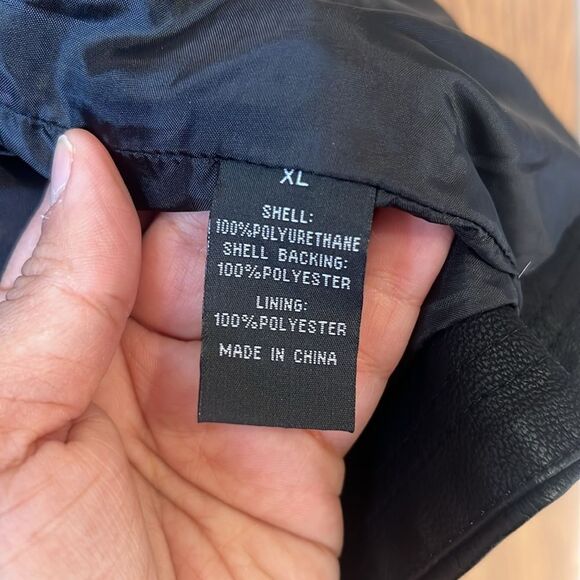 XL
SHELL:
100%POLYURETHANE
SHELL BACKING:
100%POLYESTER
LINING:
100%POLYESTER
MADE IN CHINA